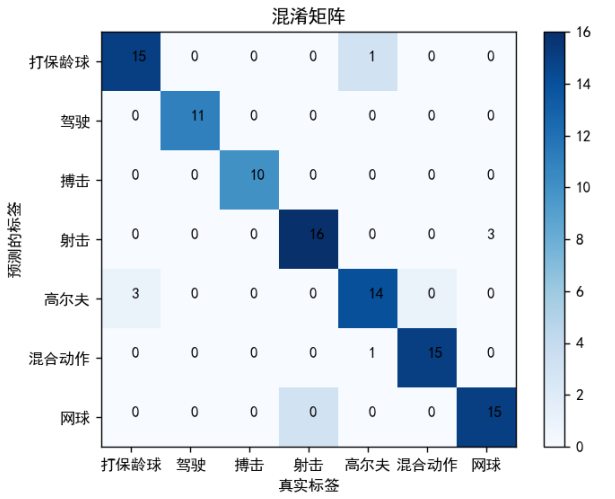 混淆矩阵
打保龄球 15 0 0 0 1 0 0
驾驶 0 11 0 0 0 0 0
搏击 0 0 10 0 0 0 0
射击 0 0 0 16 0 0 3
高尔夫 3 0 0 0 14 0 0
混合动作 0 0 0 0 1 15 0
网球 0 0 0 0 0 0 15
打保龄球 驾驶 搏击 射击 高尔夫 混合动作 网球
真实标签
预测的标签
16
14
12
10
8
6
4
2
0